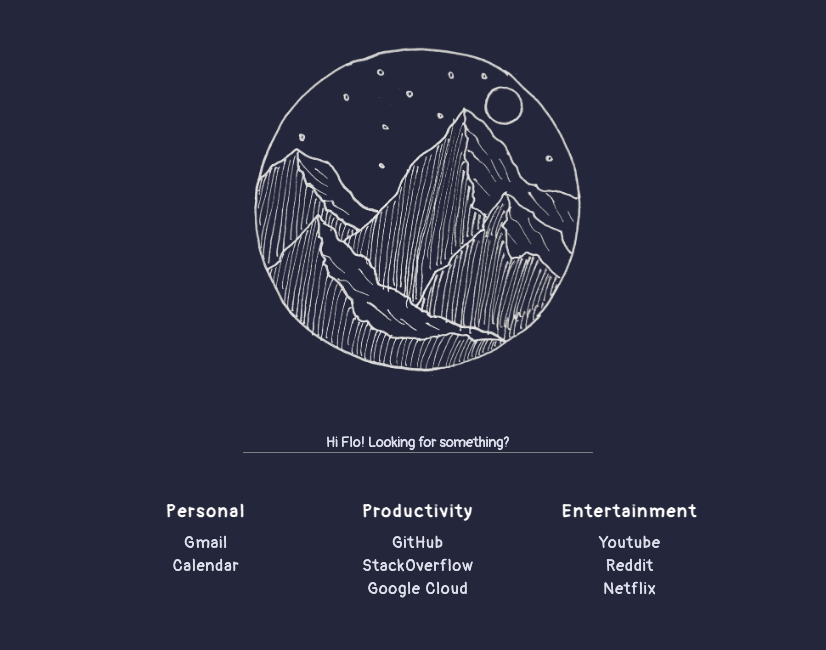 Hi Flo! Looking for something?
Personal
Gmail
Calendar
Productivity
GitHub
StackOverflow
Google Cloud
Entertainment
Youtube
Reddit
Netflix